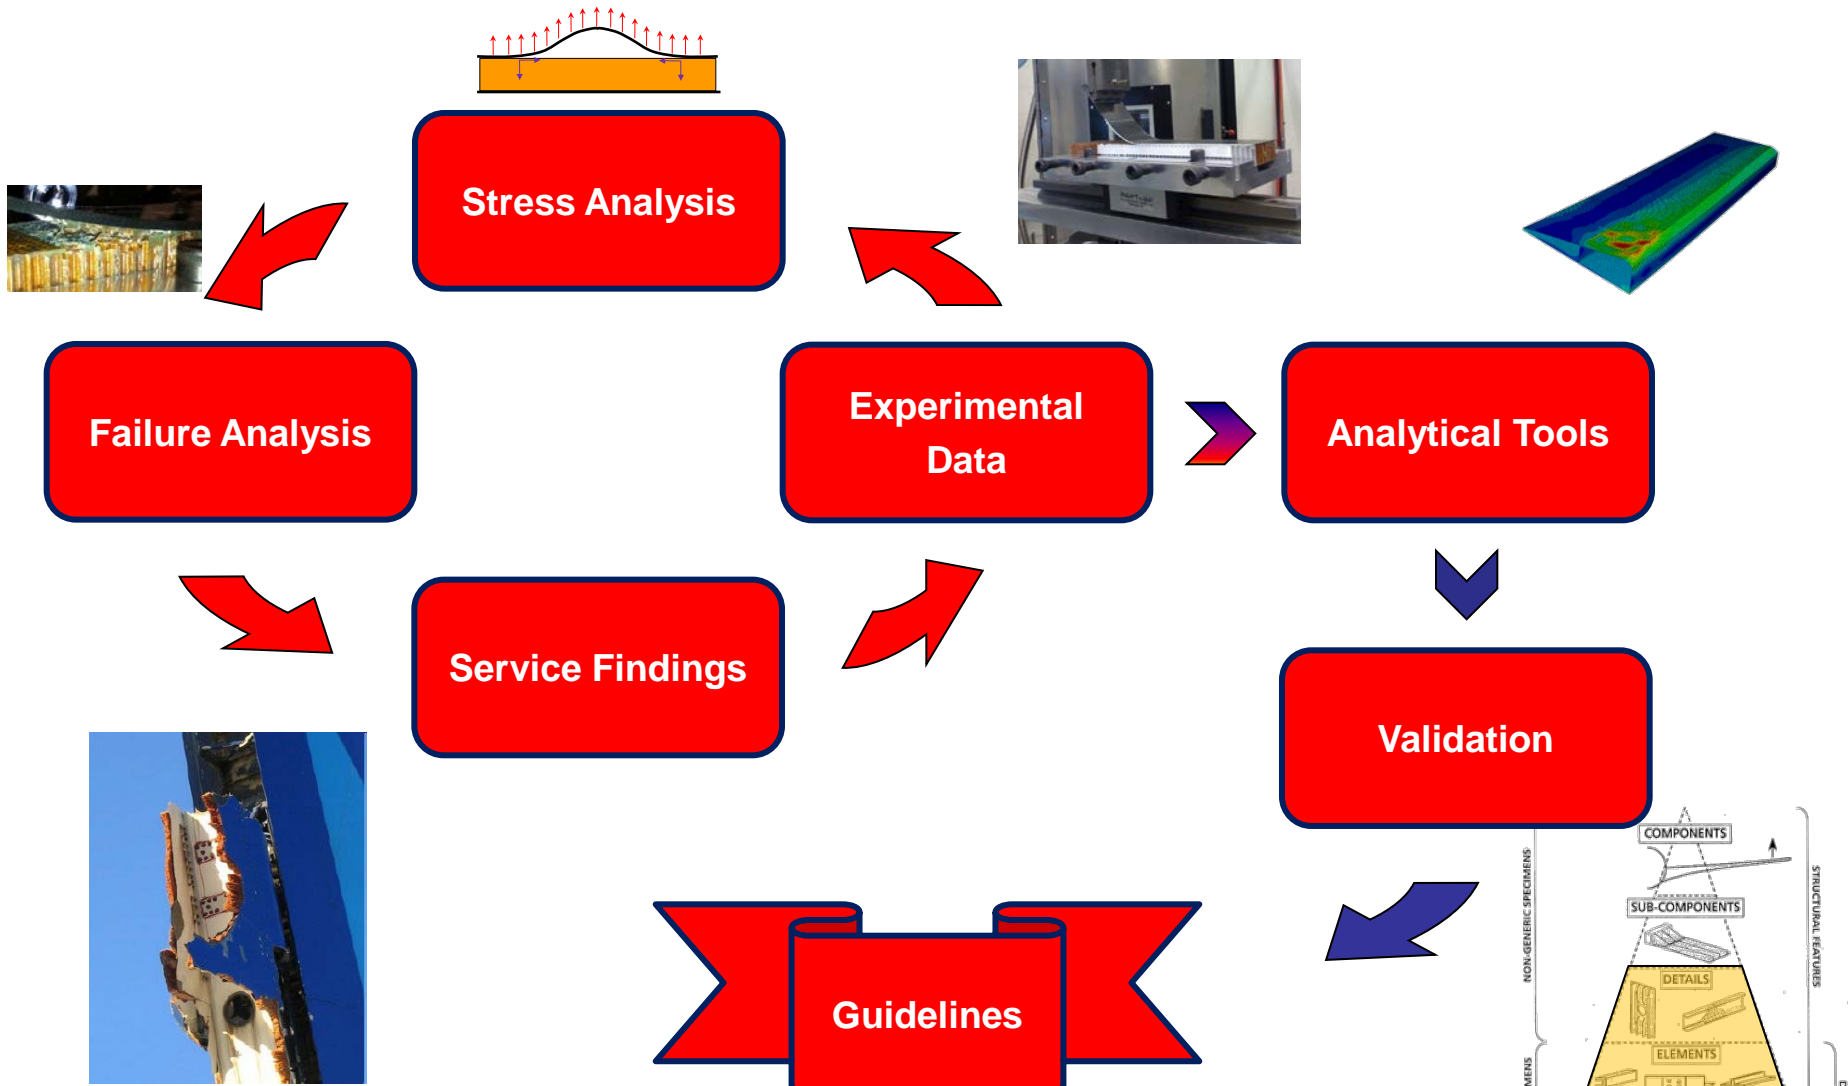 Stress Analysis
Failure Analysis
Experimental
Data
Analytical Tools
Service Findings
Validation
Guidelines
COMPONENTS
SUB-COMPONENTS
DETAILS
ELEMENTS
NON-GENERIC SPECIMENS
STRUCTURAL FEATURES